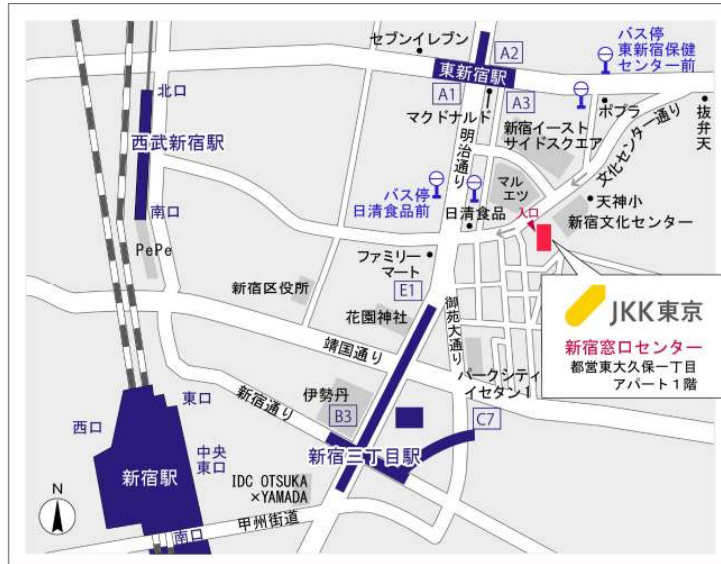 セブンイレブン
A2
バス停
東新宿保健
センター前
東新宿駅
北口
A1
マクドナルド
A3
ポプラ
抜弁天
新宿イースト
サイドスクエア
西武新宿駅
明治通り
文化センター通り
マル
エツ
バス停
日清食品前
日清食品
天神小
南口
入口
新宿文化センター
PePe
ファミリー
マート
新宿区役所
E1
御苑大通り
花園神社
JKK東京
新宿窓口センター
都営東大久保一丁目
アパート1階
靖国通り
パークシティ
イセタン1
新宿通り
伊勢丹
東口
B3
C7
西口
中央
東口
新宿三丁目駅
新宿駅
IDC OTSUKA
×YAMADA
N
甲州街道
南口